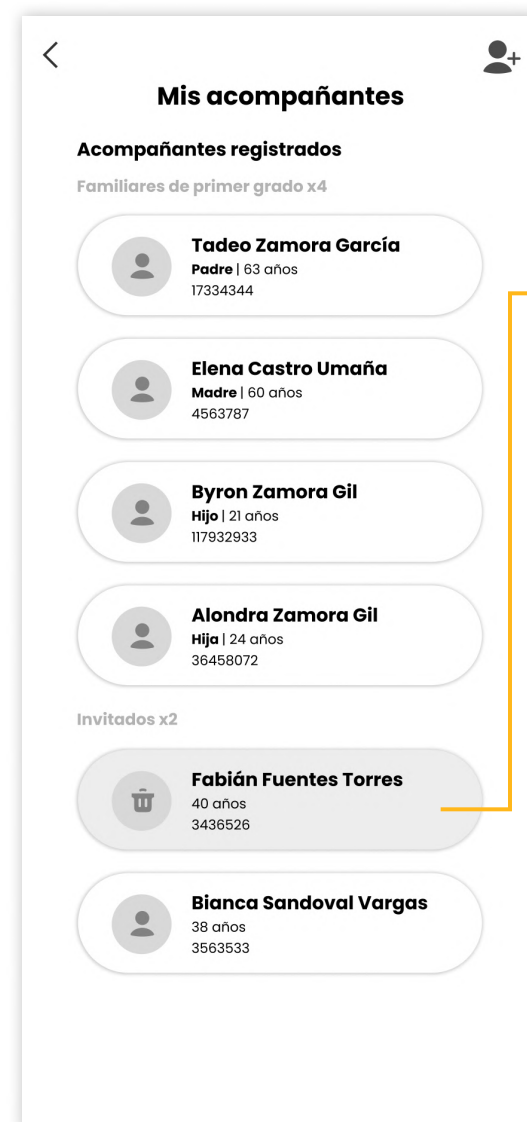 Mis acompañantes
Acompañantes registrados
Familiares de primer grado x4
Tadeo Zamora García
Padre | 63 años
17334344
Elena Castro Umaña
Madre | 60 años
4563787
Byron Zamora Gil
Hijo | 21 años
117932933
Alondra Zamora Gil
Hija | 24 años
36458072
Invitados x2
Fabián Fuentes Torres
40 años
3436526
Bianca Sandoval Vargas
38 años
3563533